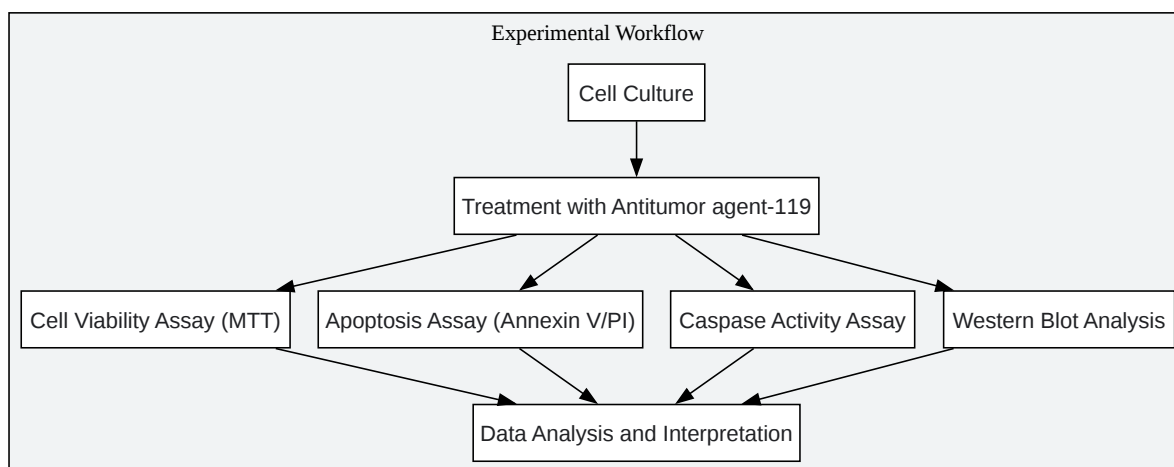 Experimental Workflow
Cell Culture
Treatment with Antitumor agent-119
Cell Viability Assay (MTT)
Apoptosis Assay (Annexin V/PI)
Caspase Activity Assay
Western Blot Analysis
Data Analysis and Interpretation